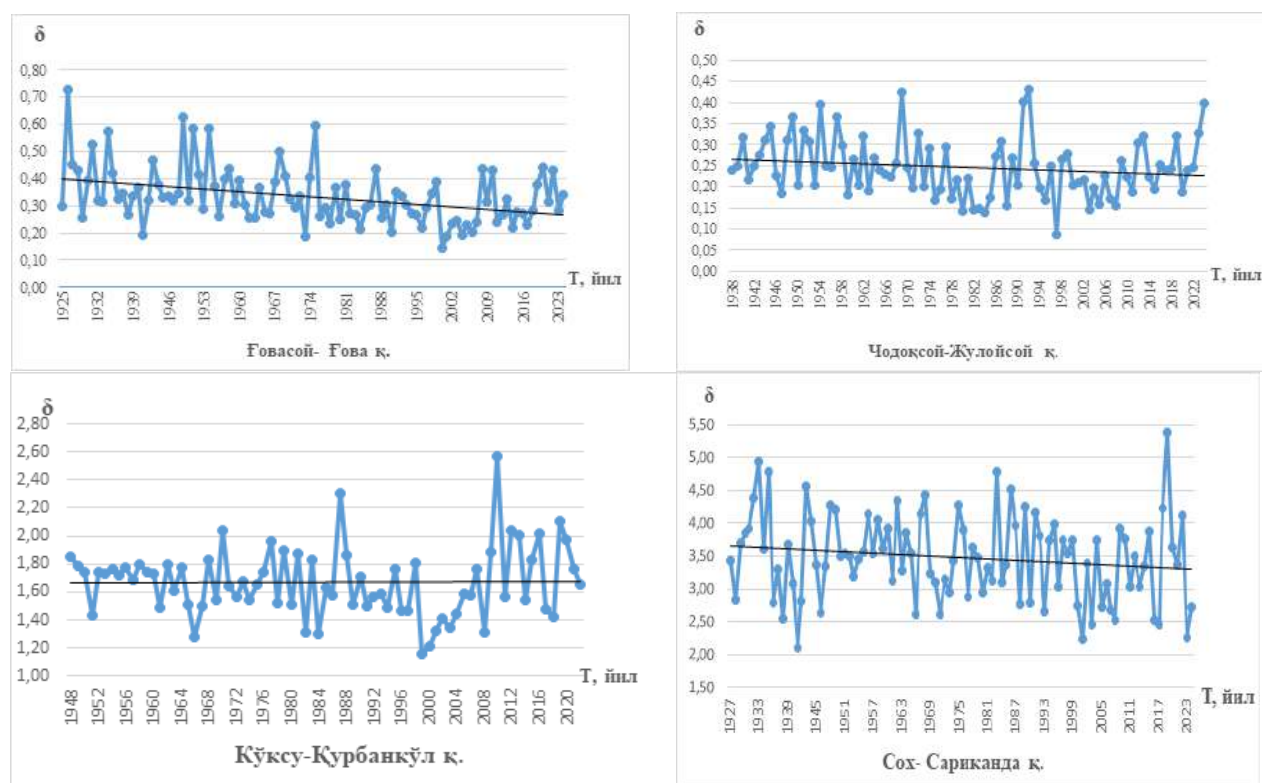 δ
0,80
0,70
0,60
0,50
0,40
0,30
0,20
0,10
0,00
Т, йил
1925 1932 1939 1946 1953 1960 1967 1974 1981 1988 1995 2002 2009 2016 2023
Ғовасой- Ғова қ.
δ
0,50
0,45
0,40
0,35
0,30
0,25
0,20
0,15
0,10
0,05
0,00
Т, йил
1938 1942 1946 1950 1954 1958 1962 1966 1970 1974 1978 1982 1986 1990 1994 1998 2002 2006 2010 2014 2018 2022
Чодоқсой-Жулойсой қ.
δ
2,80
2,60
2,40
2,20
2,00
1,80
1,60
1,40
1,20
1,00
Т, йил
1948 1952 1956 1960 1964 1968 1972 1976 1980 1984 1988 1992 1996 2000 2004 2008 2012 2016 2020
Кўксу-Қурбанкўл қ.
δ
5,50
5,00
4,50
4,00
3,50
3,00
2,50
2,00
1,50
Т, йил
1927 1933 1939 1945 1951 1957 1963 1969 1975 1981 1987 1993 1999 2005 2011 2017 2023
Сох- Сариканда қ.